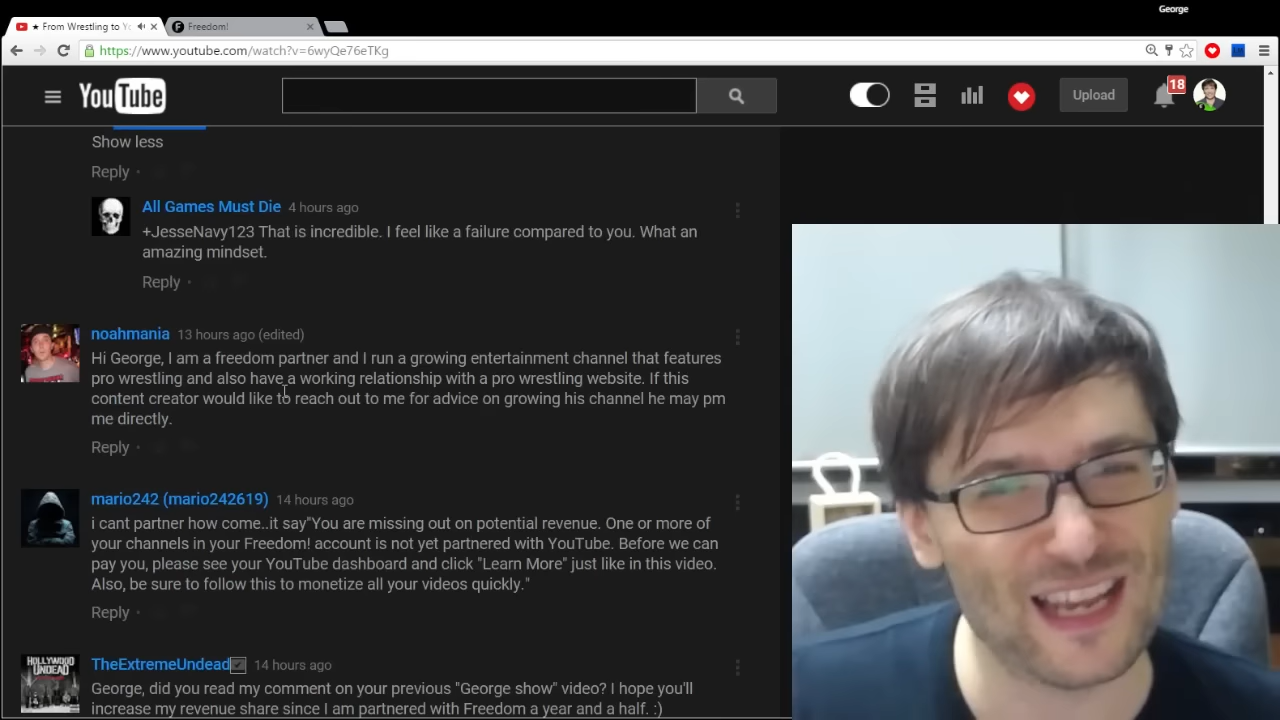 George
★ From Wrestling to Yo
Freedom!
https://www.youtube.com/watch?v=6wyQe76eTKg
YouTube
Upload
18
Show less
Reply
All Games Must Die 4 hours ago
+JesseNavy123 That is incredible. I feel like a failure compared to you. What an
amazing mindset.
Reply
noahmania 13 hours ago (edited)
Hi George, I am a freedom partner and I run a growing entertainment channel that features
pro wrestling and also have a working relationship with a pro wrestling website. If this
content creator would like to reach out to me for advice on growing his channel he may pm
me directly.
Reply
mario242 (mario242619) 14 hours ago
i cant partner how come..it say"You are missing out on potential revenue. One or more of
your channels in your Freedom! account is not yet partnered with YouTube. Before we can
pay you, please see your YouTube dashboard and click "Learn More" just like in this video.
Also, be sure to follow this to monetize all your videos quickly."
Reply
HOLLYWOOD
UNDEAD
TheExtremeUndead 14 hours ago
George, did you read my comment on your previous "George show" video? I hope you'll
increase my revenue share since I am partnered with Freedom a year and a half. :)